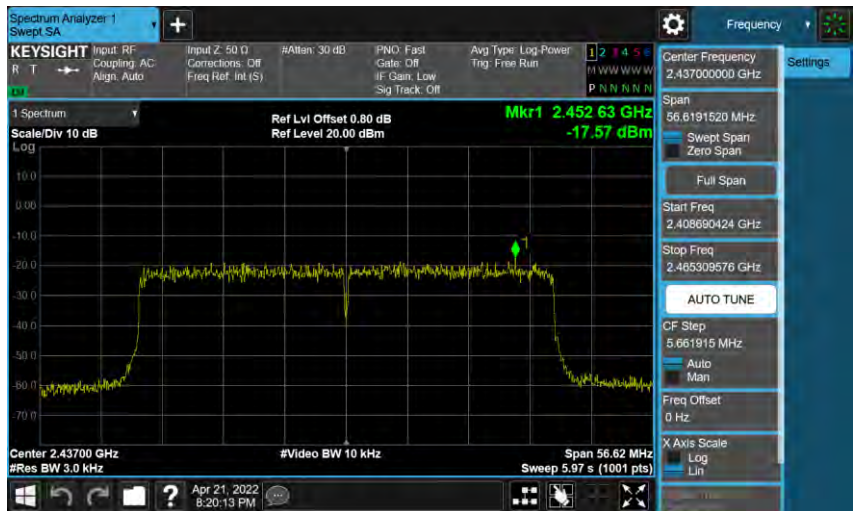 Spectrum Analyzer 1
Swept SA
Frequency
KEYSIGHT
R T
Input: RF
Coupling: AC
Align: Auto
Input Z: 50 Ω
Corrections: Off
Freq Ref: Int (S)
#Atten: 30 dB
PNO: Fast
Gate: Off
IF Gain: Low
Sig Track: Off
Avg Type: Log-Power
Trig: Free Run
1 2 3 4 5 6
M W W W W W
P N N N N N
1 Spectrum
Scale/Div 10 dB
Log
Ref Lvl Offset 0.80 dB
Ref Level 20.00 dBm
Mkr1 2.452 63 GHz
-17.57 dBm
10.0
0.00
-10.0
-20.0
-30.0
-40.0
-50.0
-60.0
-70.0
1
Center 2.43700 GHz
#Res BW 3.0 kHz
#Video BW 10 kHz
Span 56.62 MHz
Sweep 5.97 s (1001 pts)
Center Frequency
2.437000000 GHz
Settings
Span
56.6191520 MHz
Swept Span
Zero Span
Full Span
Start Freq
2.408690424 GHz
Stop Freq
2.465309576 GHz
AUTO TUNE
CF Step
5.661915 MHz
Auto
Man
Freq Offset
0 Hz
X Axis Scale
Log
Lin
?
Apr 21, 2022
8:20:13 PM